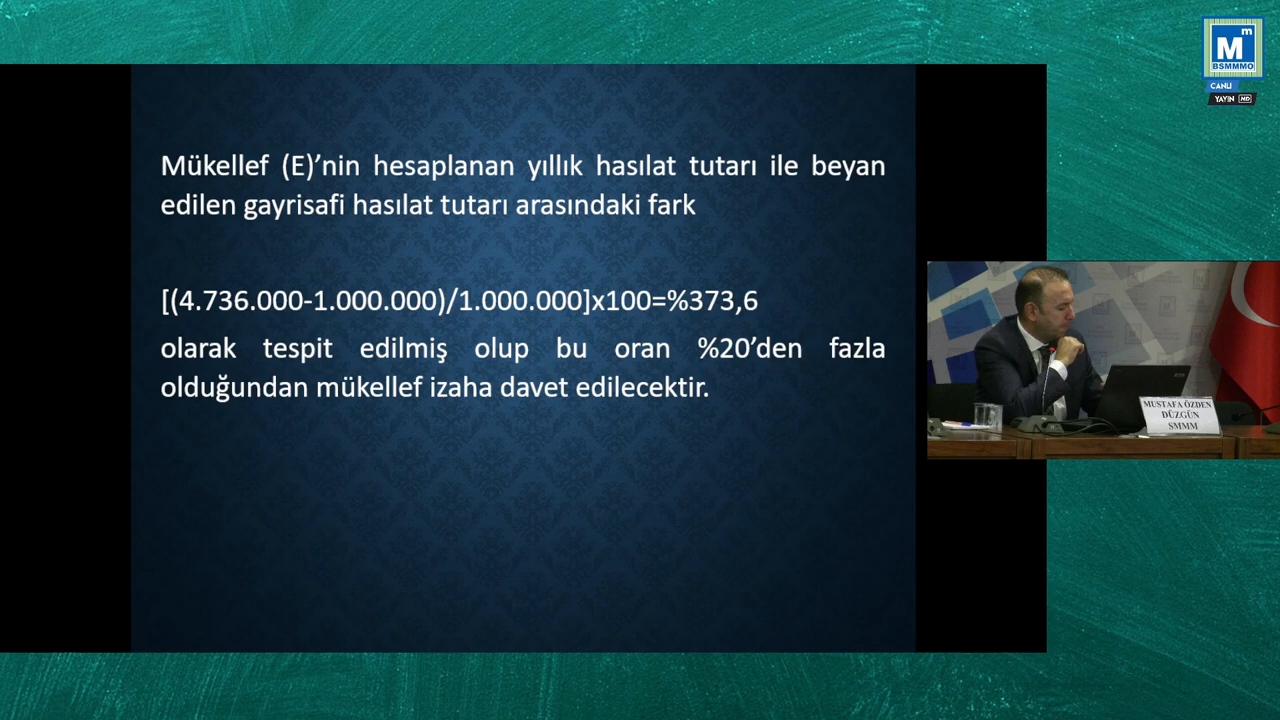 Mükellef (E)’nin hesaplanan yıllık hasılat tutarı ile beyan
edilen gayrisafi hasılat tutarı arasındaki fark
[(4.736.000-1.000.000)/1.000.000]x100=%373,6
olarak tespit edilmiş olup bu oran %20’den fazla
olduğundan mükellef izaha davet edilecektir.
Mm
BSMMMO
CANLI
YAYIN HD
MUSTAFA ÖZDEN
DÜZGÜN
SMMM